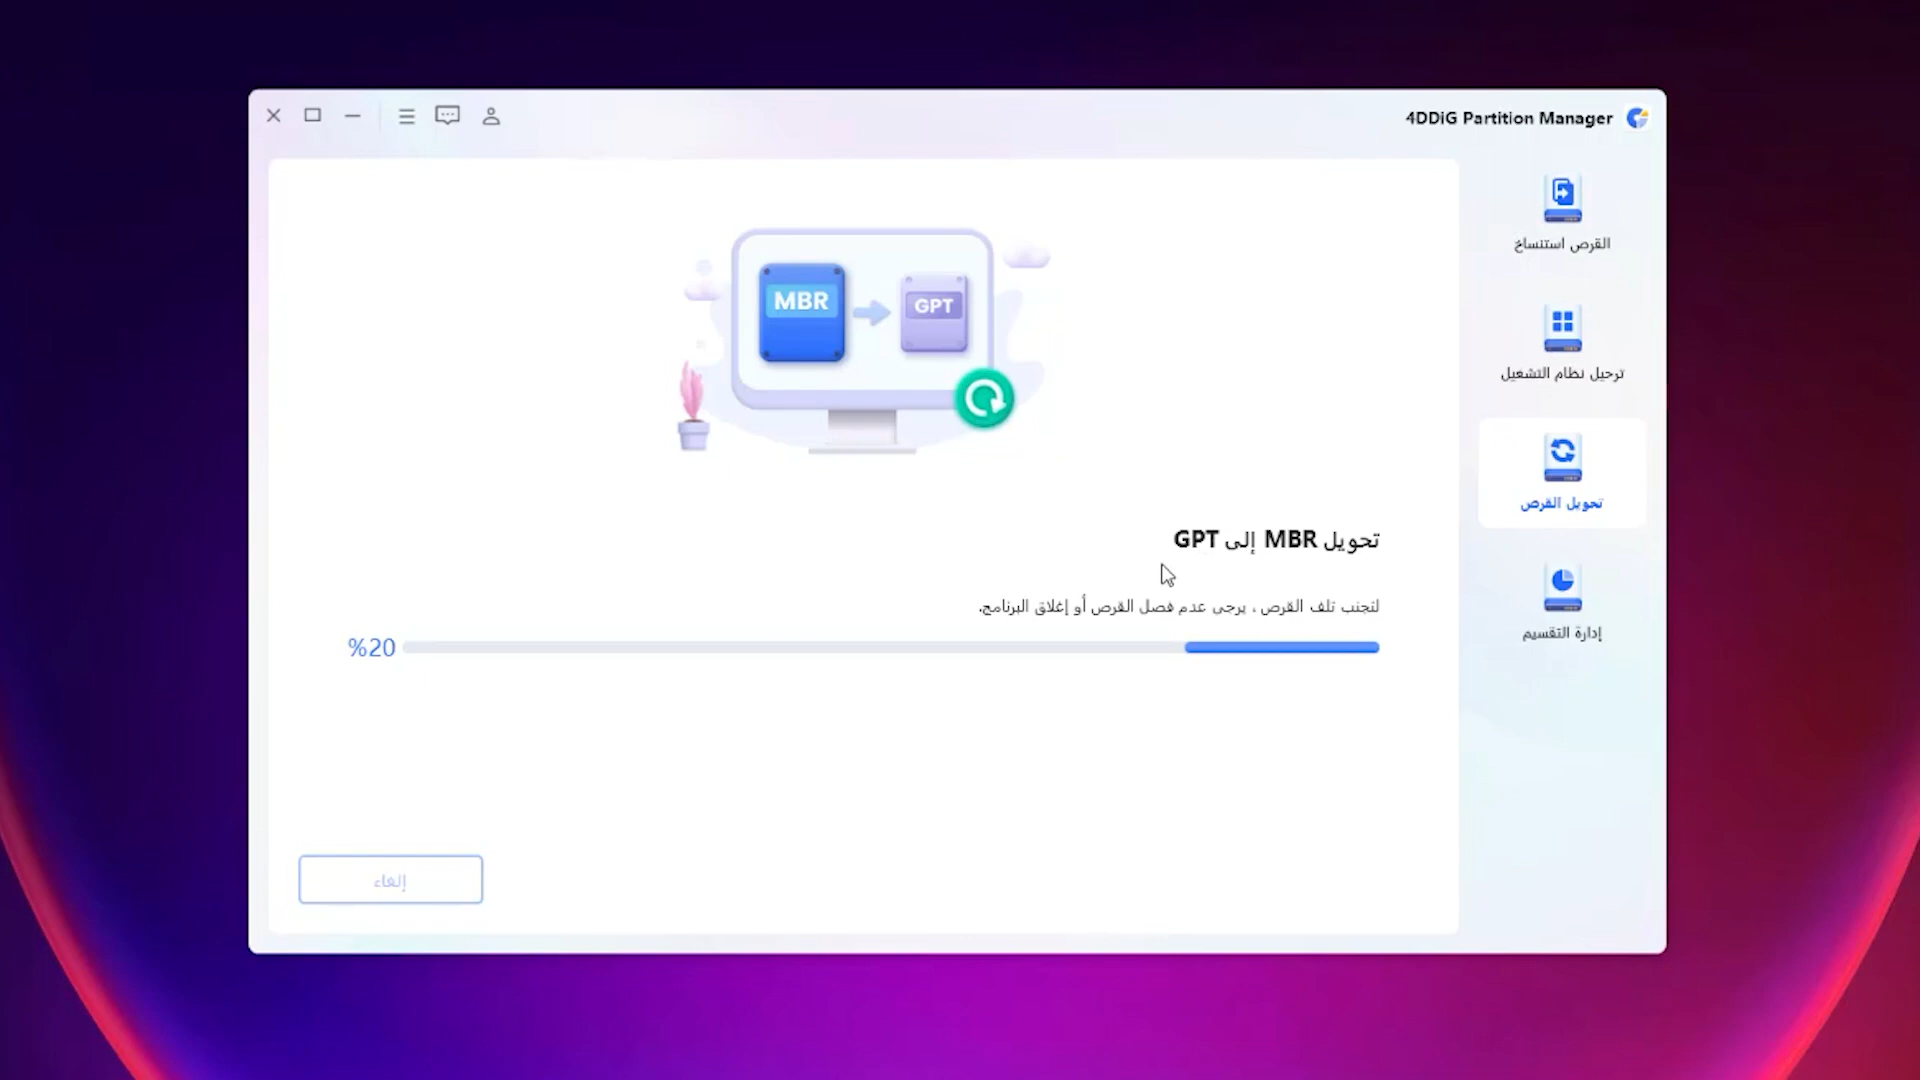 4DDiG Partition Manager
القرص استنساخ
ترحيل نظام التشغيل
تحويل القرص
إدارة التقسيم
MBR
GPT
تحويل MBR إلى GPT
لتجنب تلف القرص ، يرجى عدم فصل القرص أو إغلاق البرنامج.
%20
إلغاء